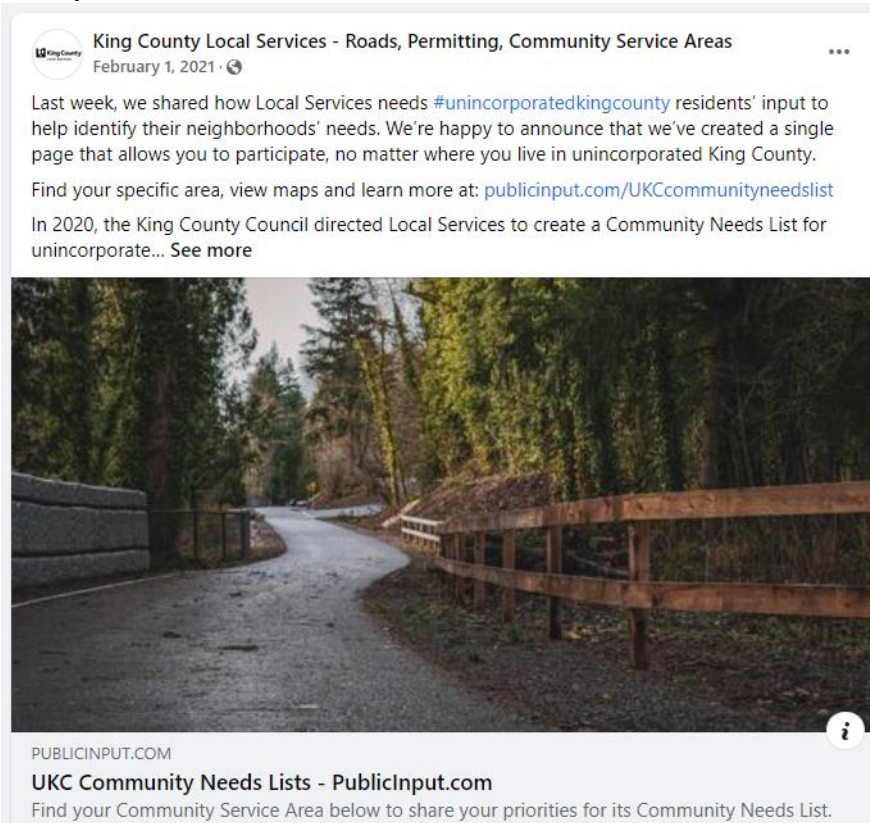 King County
King County Local Services - Roads, Permitting, Community Service Areas
February 1, 2021 ·
Last week, we shared how Local Services needs #unincorporatedkingcounty residents' input to
help identify their neighborhoods' needs. We're happy to announce that we've created a single
page that allows you to participate, no matter where you live in unincorporated King County.
Find your specific area, view maps and learn more at: publicinput.com/UKCcommunityneedslist
In 2020, the King County Council directed Local Services to create a Community Needs List for
unincorporate... See more
i
PUBLICINPUT.COM
UKC Community Needs Lists - PublicInput.com
Find your Community Service Area below to share your priorities for its Community Needs List.